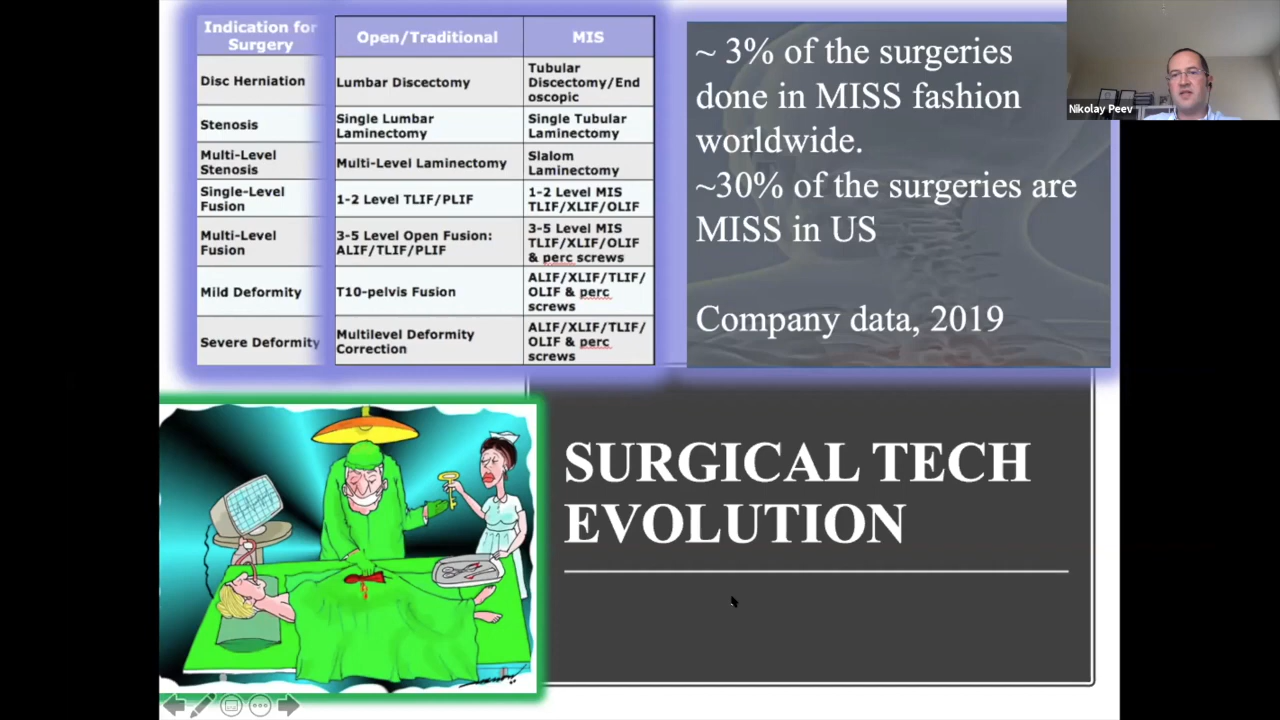 Indication for Surgery
Open/Traditional
MIS
Disc Herniation
Lumbar Discectomy
Tubular
Discectomy/End
oscopic
Stenosis
Single Lumbar
Laminectomy
Single Tubular
Laminectomy
Multi-Level
Stenosis
Multi-Level Laminectomy
Slalom
Laminectomy
Single-Level
Fusion
1-2 Level TLIF/PLIF
1-2 Level MIS
TLIF/XLIF/OLIF
Multi-Level
Fusion
3-5 Level Open Fusion:
ALIF/TLIF/PLIF
3-5 Level MIS
TLIF/XLIF/OLIF
& perc screws
Mild Deformity
T10-pelvis Fusion
ALIF/XLIF/TLIF/
OLIF & perc
screws
Severe Deformity
Multilevel Deformity
Correction
ALIF/XLIF/TLIF/
OLIF & perc
screws
~ 3% of the surgeries
done in MISS fashion
worldwide.
~30% of the surgeries are
MISS in US
Company data, 2019
Nikolay Peev
SURGICAL TECH
EVOLUTION